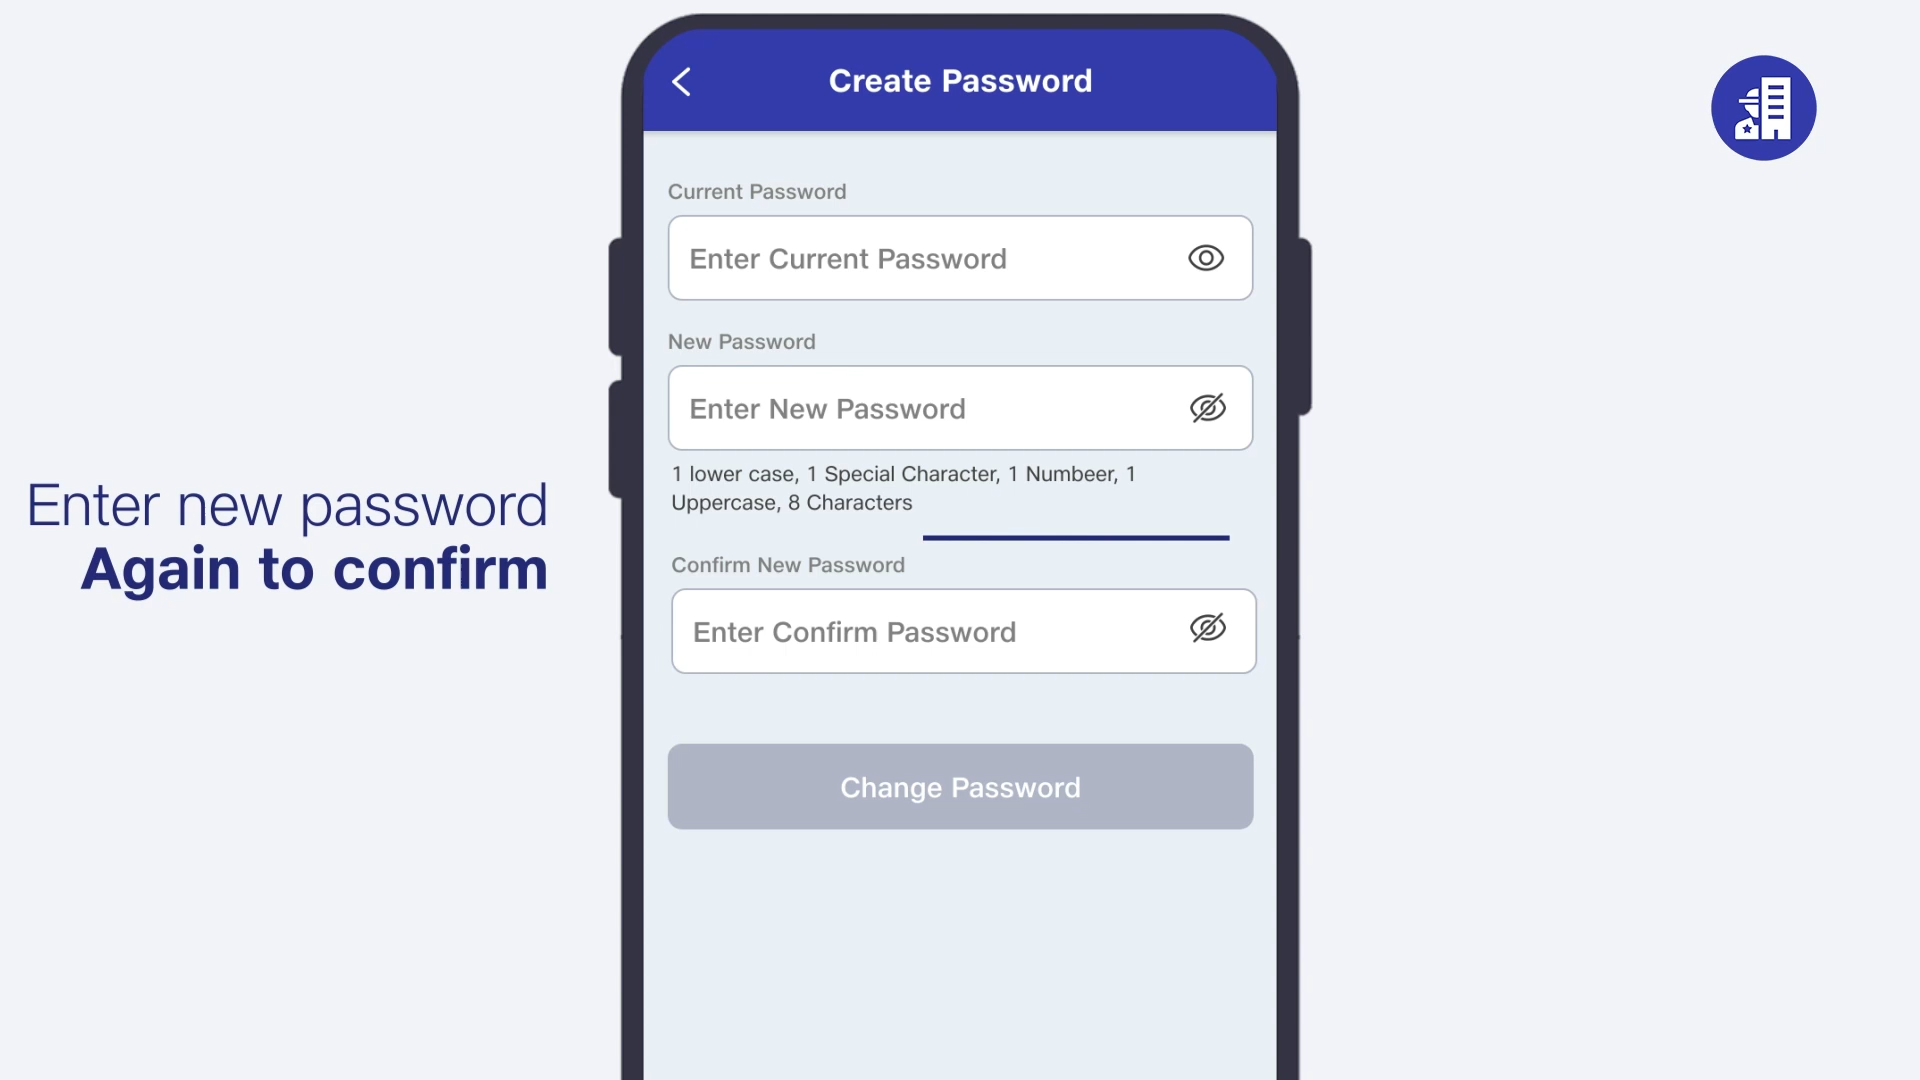 Create Password
Current Password
Enter Current Password
New Password
Enter New Password
1 lower case, 1 Special Character, 1 Numbeer, 1
Uppercase, 8 Characters
Confirm New Password
Enter Confirm Password
Change Password
Enter new password
Again to confirm